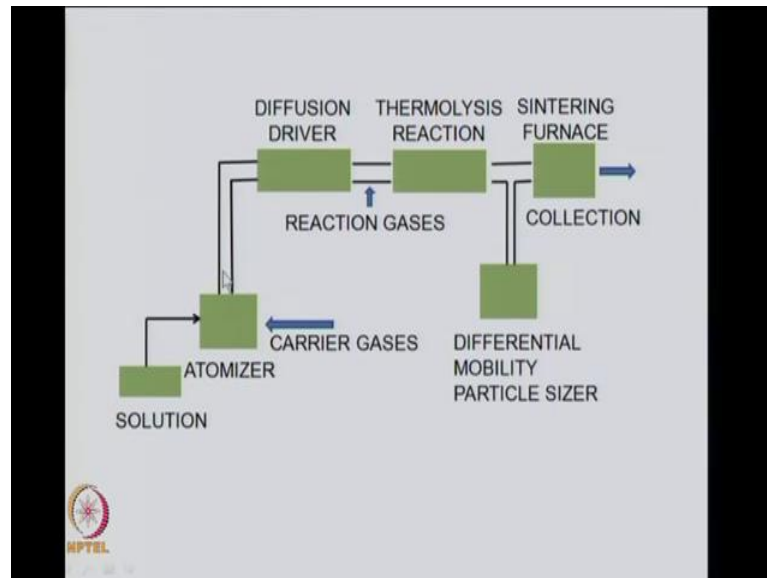 DIFFUSION
DRIVER
THERMOLYSIS
REACTION
SINTERING
FURNACE
REACTION GASES
COLLECTION
CARRIER GASES
ATOMIZER
SOLUTION
DIFFERENTIAL
MOBILITY
PARTICLE SIZER
NPTEL